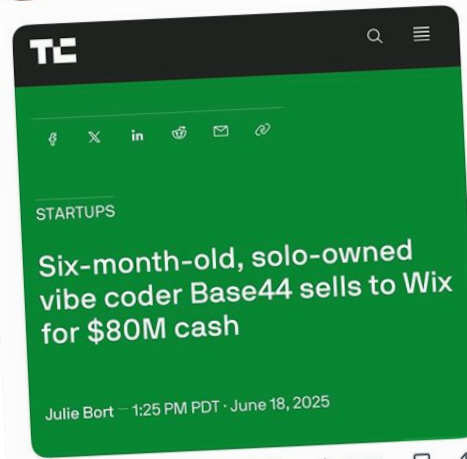 TC
STARTUPS
Six-month-old, solo-owned
vibe coder Base44 sells to Wix
for $80M cash
Julie Bort — 1:25 PM PDT · June 18, 2025